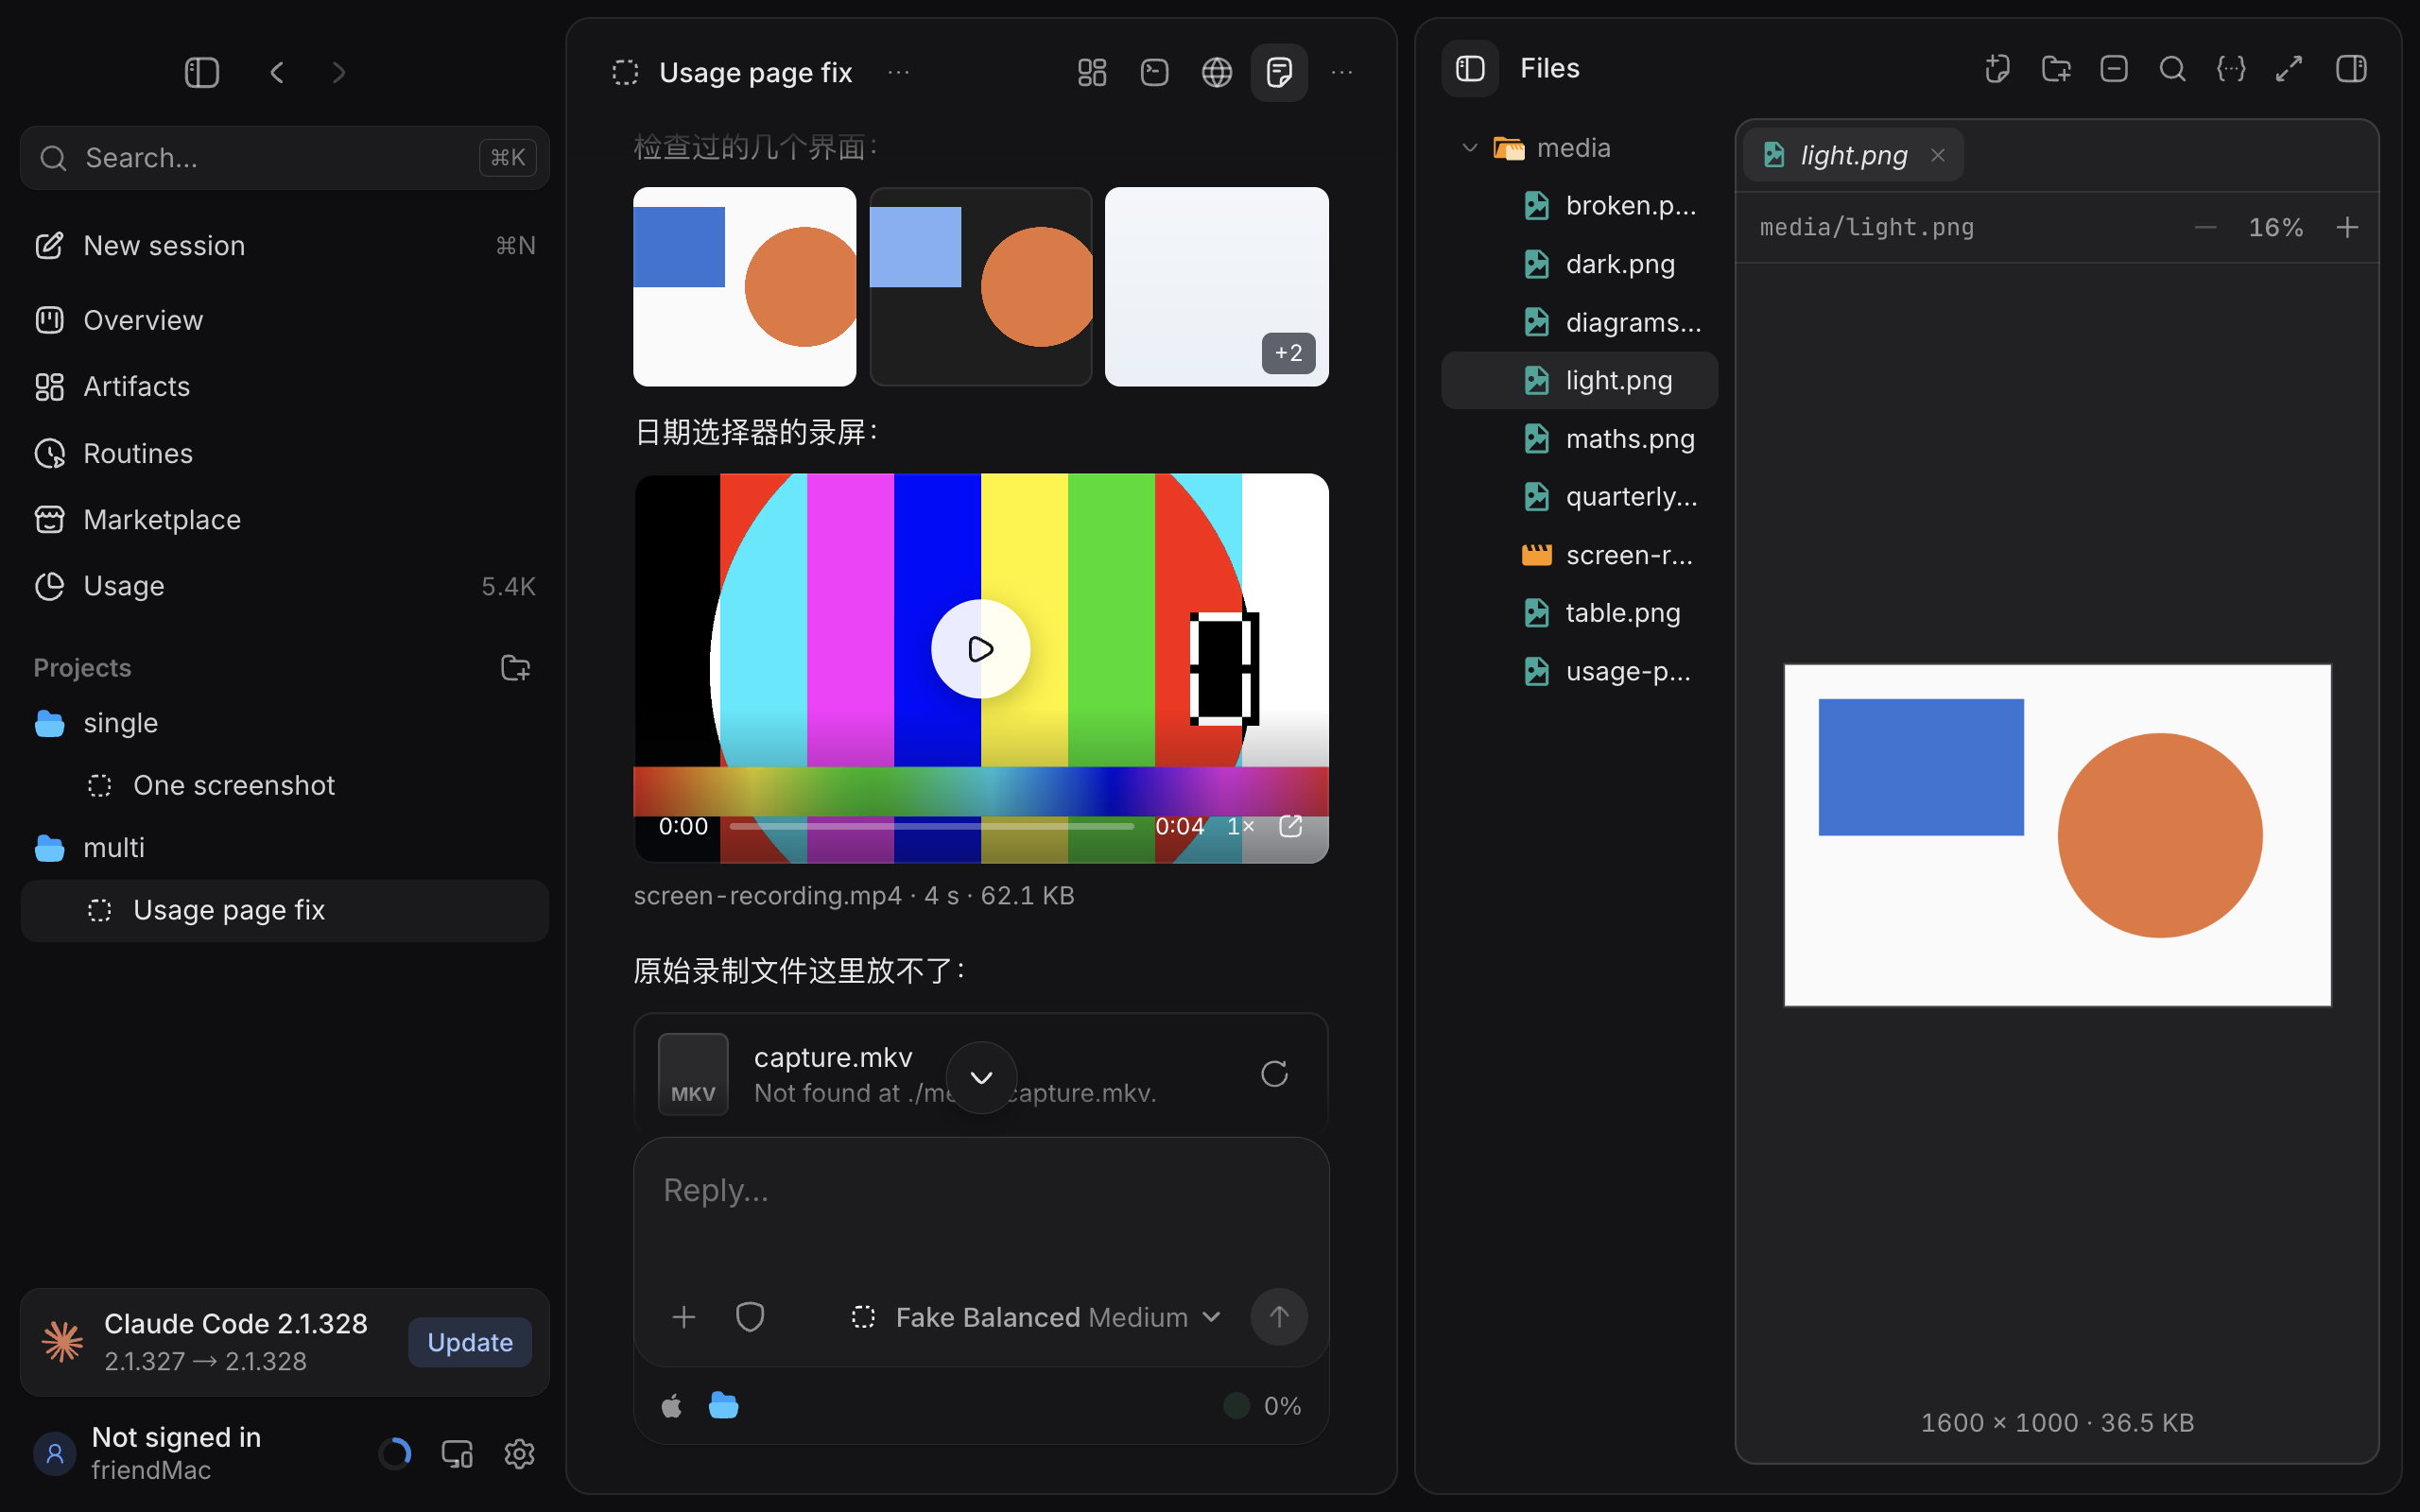 Search...
⌘K
New session
⌘N
Overview
Artifacts
Routines
Marketplace
Usage
5.4K
Projects
single
One screenshot
multi
Usage page fix
Claude Code 2.1.328
2.1.327 → 2.1.328
Update
Not signed in
friendMac
Usage page fix
检查过的几个界面：
+2
日期选择器的录屏：
0:00
0:04
1×
screen-recording.mp4 · 4 s · 62.1 KB
原始录制文件这里放不了：
MKV
capture.mkv
Not found at ./me capture.mkv.
Reply...
Fake Balanced Medium
0%
Files
media
broken.p...
dark.png
diagrams...
light.png
maths.png
quarterly...
screen-r...
table.png
usage-p...
light.png
media/light.png
16%
1600 × 1000 · 36.5 KB